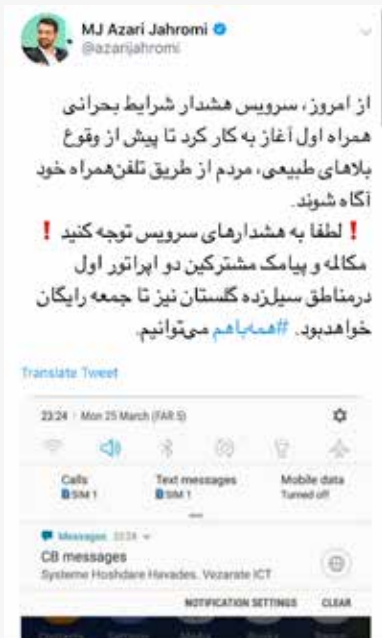 MJ Azari Jahromi
@azarijahromi
از امروز، سرویس هشدار شرایط بحرانی
همراه اول آغاز به کار کرد تا پیش از وقوع
بلاهای طبیعی، مردم از طریق تلفن‌همراه خود
آگاه شوند.
❗ لطفا به هشدارهای سرویس توجه کنید ❗
مکالمه و پیامک مشترکین دو اپراتور اول
درمناطق سیل‌زده گلستان نیز تا جمعه رایگان
خواهدبود. #همه‌باهم می‌توانیم.
Translate Tweet
23:24 Mon 25 March (FAR 5)
Calls Text messages Mobile data
SIM 1 SIM 1 Turned off
Messages 23:24
CB messages
Systeme Hoshdare Havades. Vezarate ICT
NOTIFICATION SETTINGS CLEAR